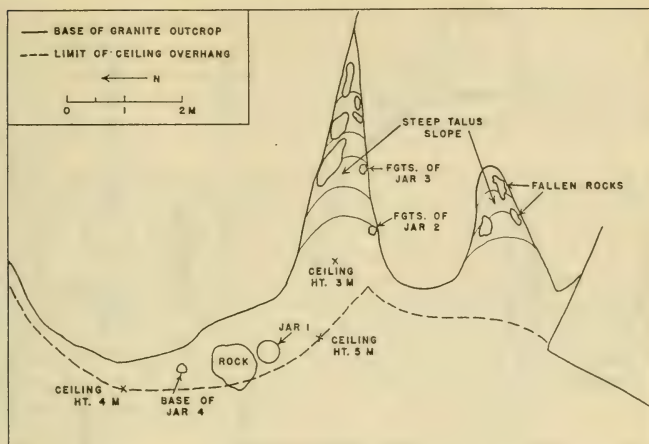 BASE OF GRANITE OUTCROP
LIMIT OF CEILING OVERHANG
N
0 1 2 M
STEEP TALUS
SLOPE
FGTS. OF
JAR 3
FALLEN ROCKS
FGTS. OF
JAR 2
CEILING
HT. 3 M
JAR 1
ROCK
CEILING
HT. 5 M
CEILING
HT. 4 M
BASE OF
JAR 4